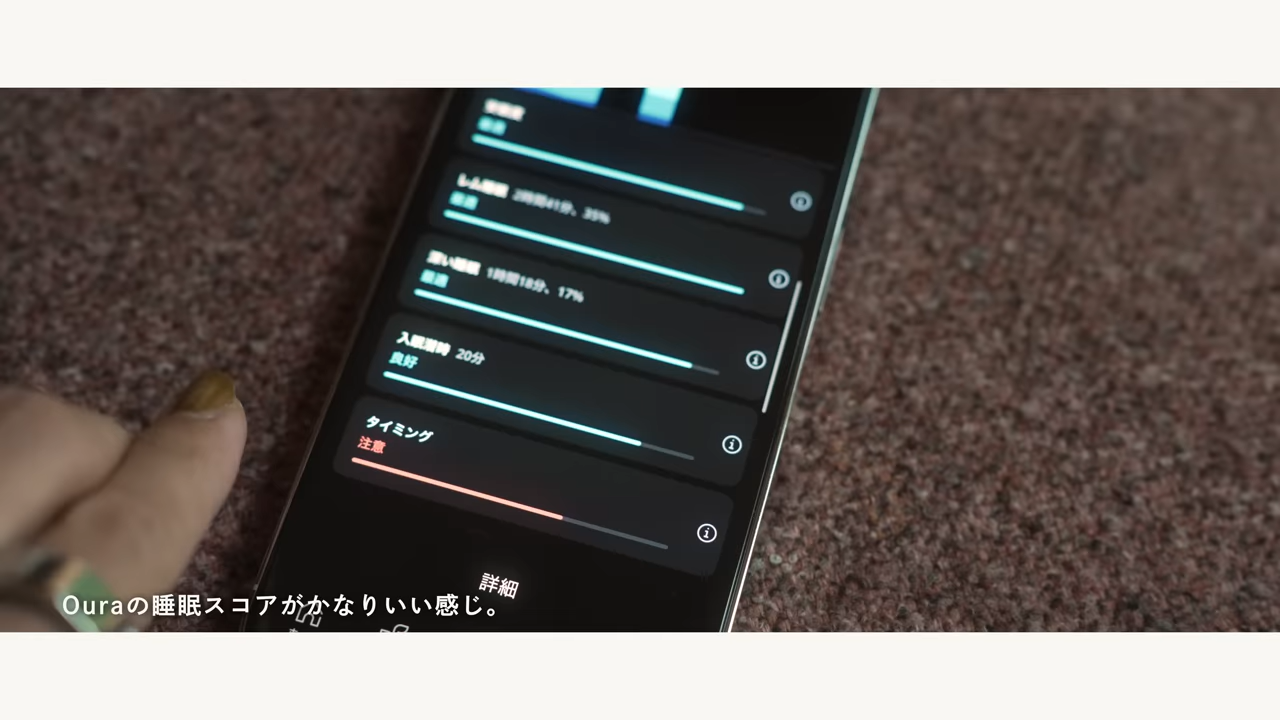 最適
レム睡眠 2時間41分、35%
最適
深い睡眠 1時間18分、17%
最適
入眠潜時 20分
良好
タイミング
注意
詳細
Ouraの睡眠スコアがかなりいい感じ。